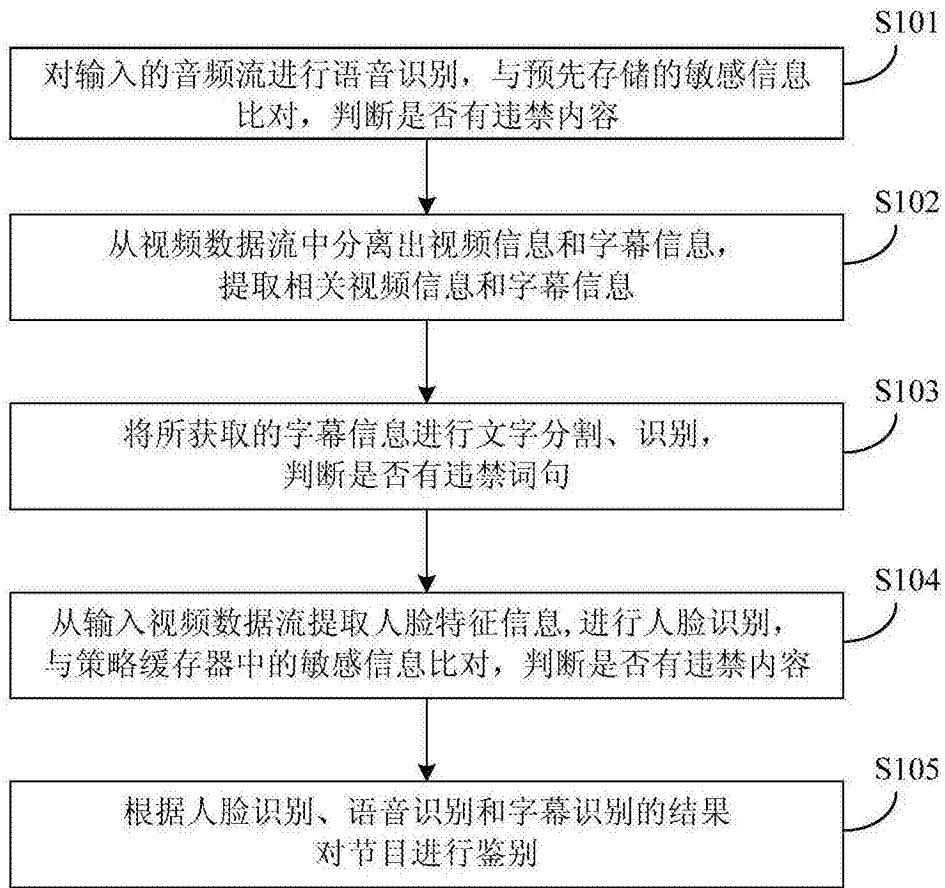 S101
对输入的音频流进行语音识别，与预先存储的敏感信息
比对，判断是否有违禁内容
S102
从视频数据流中分离出视频信息和字幕信息，
提取相关视频信息和字幕信息
S103
将所获取的字幕信息进行文字分割、识别，
判断是否有违禁词句
S104
从输入视频数据流提取人脸特征信息,进行人脸识别，
与策略缓存器中的敏感信息比对，判断是否有违禁内容
S105
根据人脸识别、语音识别和字幕识别的结果
对节目进行鉴别